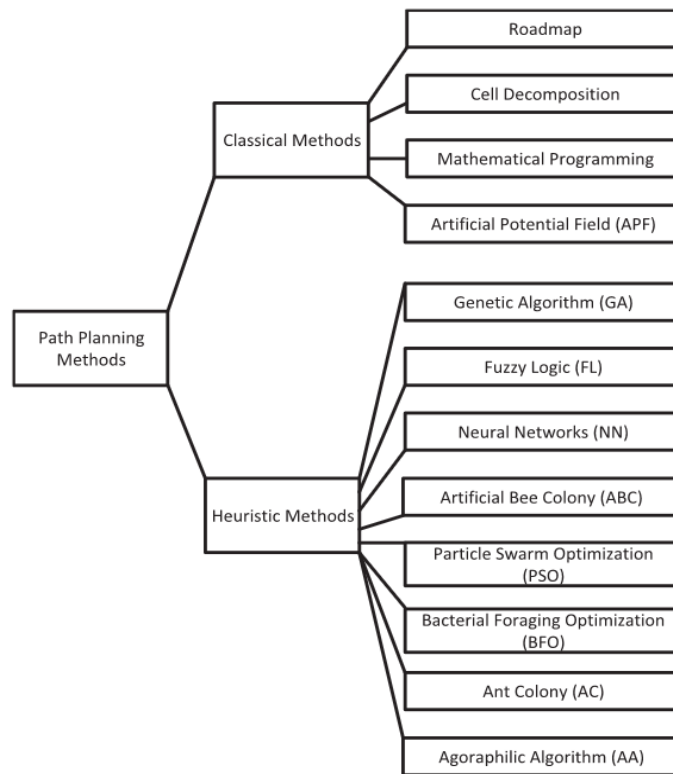 Roadmap
Cell Decomposition
Classical Methods
Mathematical Programming
Artificial Potential Field (APF)
Path Planning
Methods
Genetic Algorithm (GA)
Fuzzy Logic (FL)
Neural Networks (NN)
Heuristic Methods
Artificial Bee Colony (ABC)
Particle Swarm Optimization
(PSO)
Bacterial Foraging Optimization
(BFO)
Ant Colony (AC)
Agoraphilic Algorithm (AA)